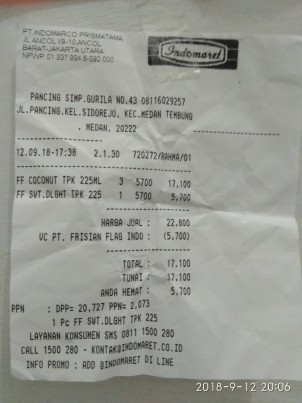 PT.INDOMARCO PRISMATAMA
JL.ANCOL I/9-10,ANCOL
BARAT-JAKARTA UTARA
NPWP:01.337.994.6-092.000
Indomaret
PANCING SIMP.GURILA NO.43 08116029257
JL.PANCING,KEL.SIDOREJO, KEC.MEDAN TEMBUNG
, MEDAN, 20222
12.09.18-17:38 2.1.30 720272/RAHMA/01
FF COCONUT TPK 225ML 3 5700 17,100
FF SWT.DLGHT TPK 225 1 5700 5,700
HARGA JUAL : 22,800
VC PT. FRISIAN FLAG INDO : (5,700)
TOTAL : 17,100
TUNAI : 17,100
ANDA HEMAT : 5,700
PPN : DPP= 20,727 PPN= 2,073
1 Pc FF SWT.DLGHT TPK 225
LAYANAN KONSUMEN SMS 0811 1500 280
CALL 1500 280 - KONTAK@INDOMARET.CO.ID
INFO PROMO : ADD @INDOMARET DI LINE
2018-9-12 20:06